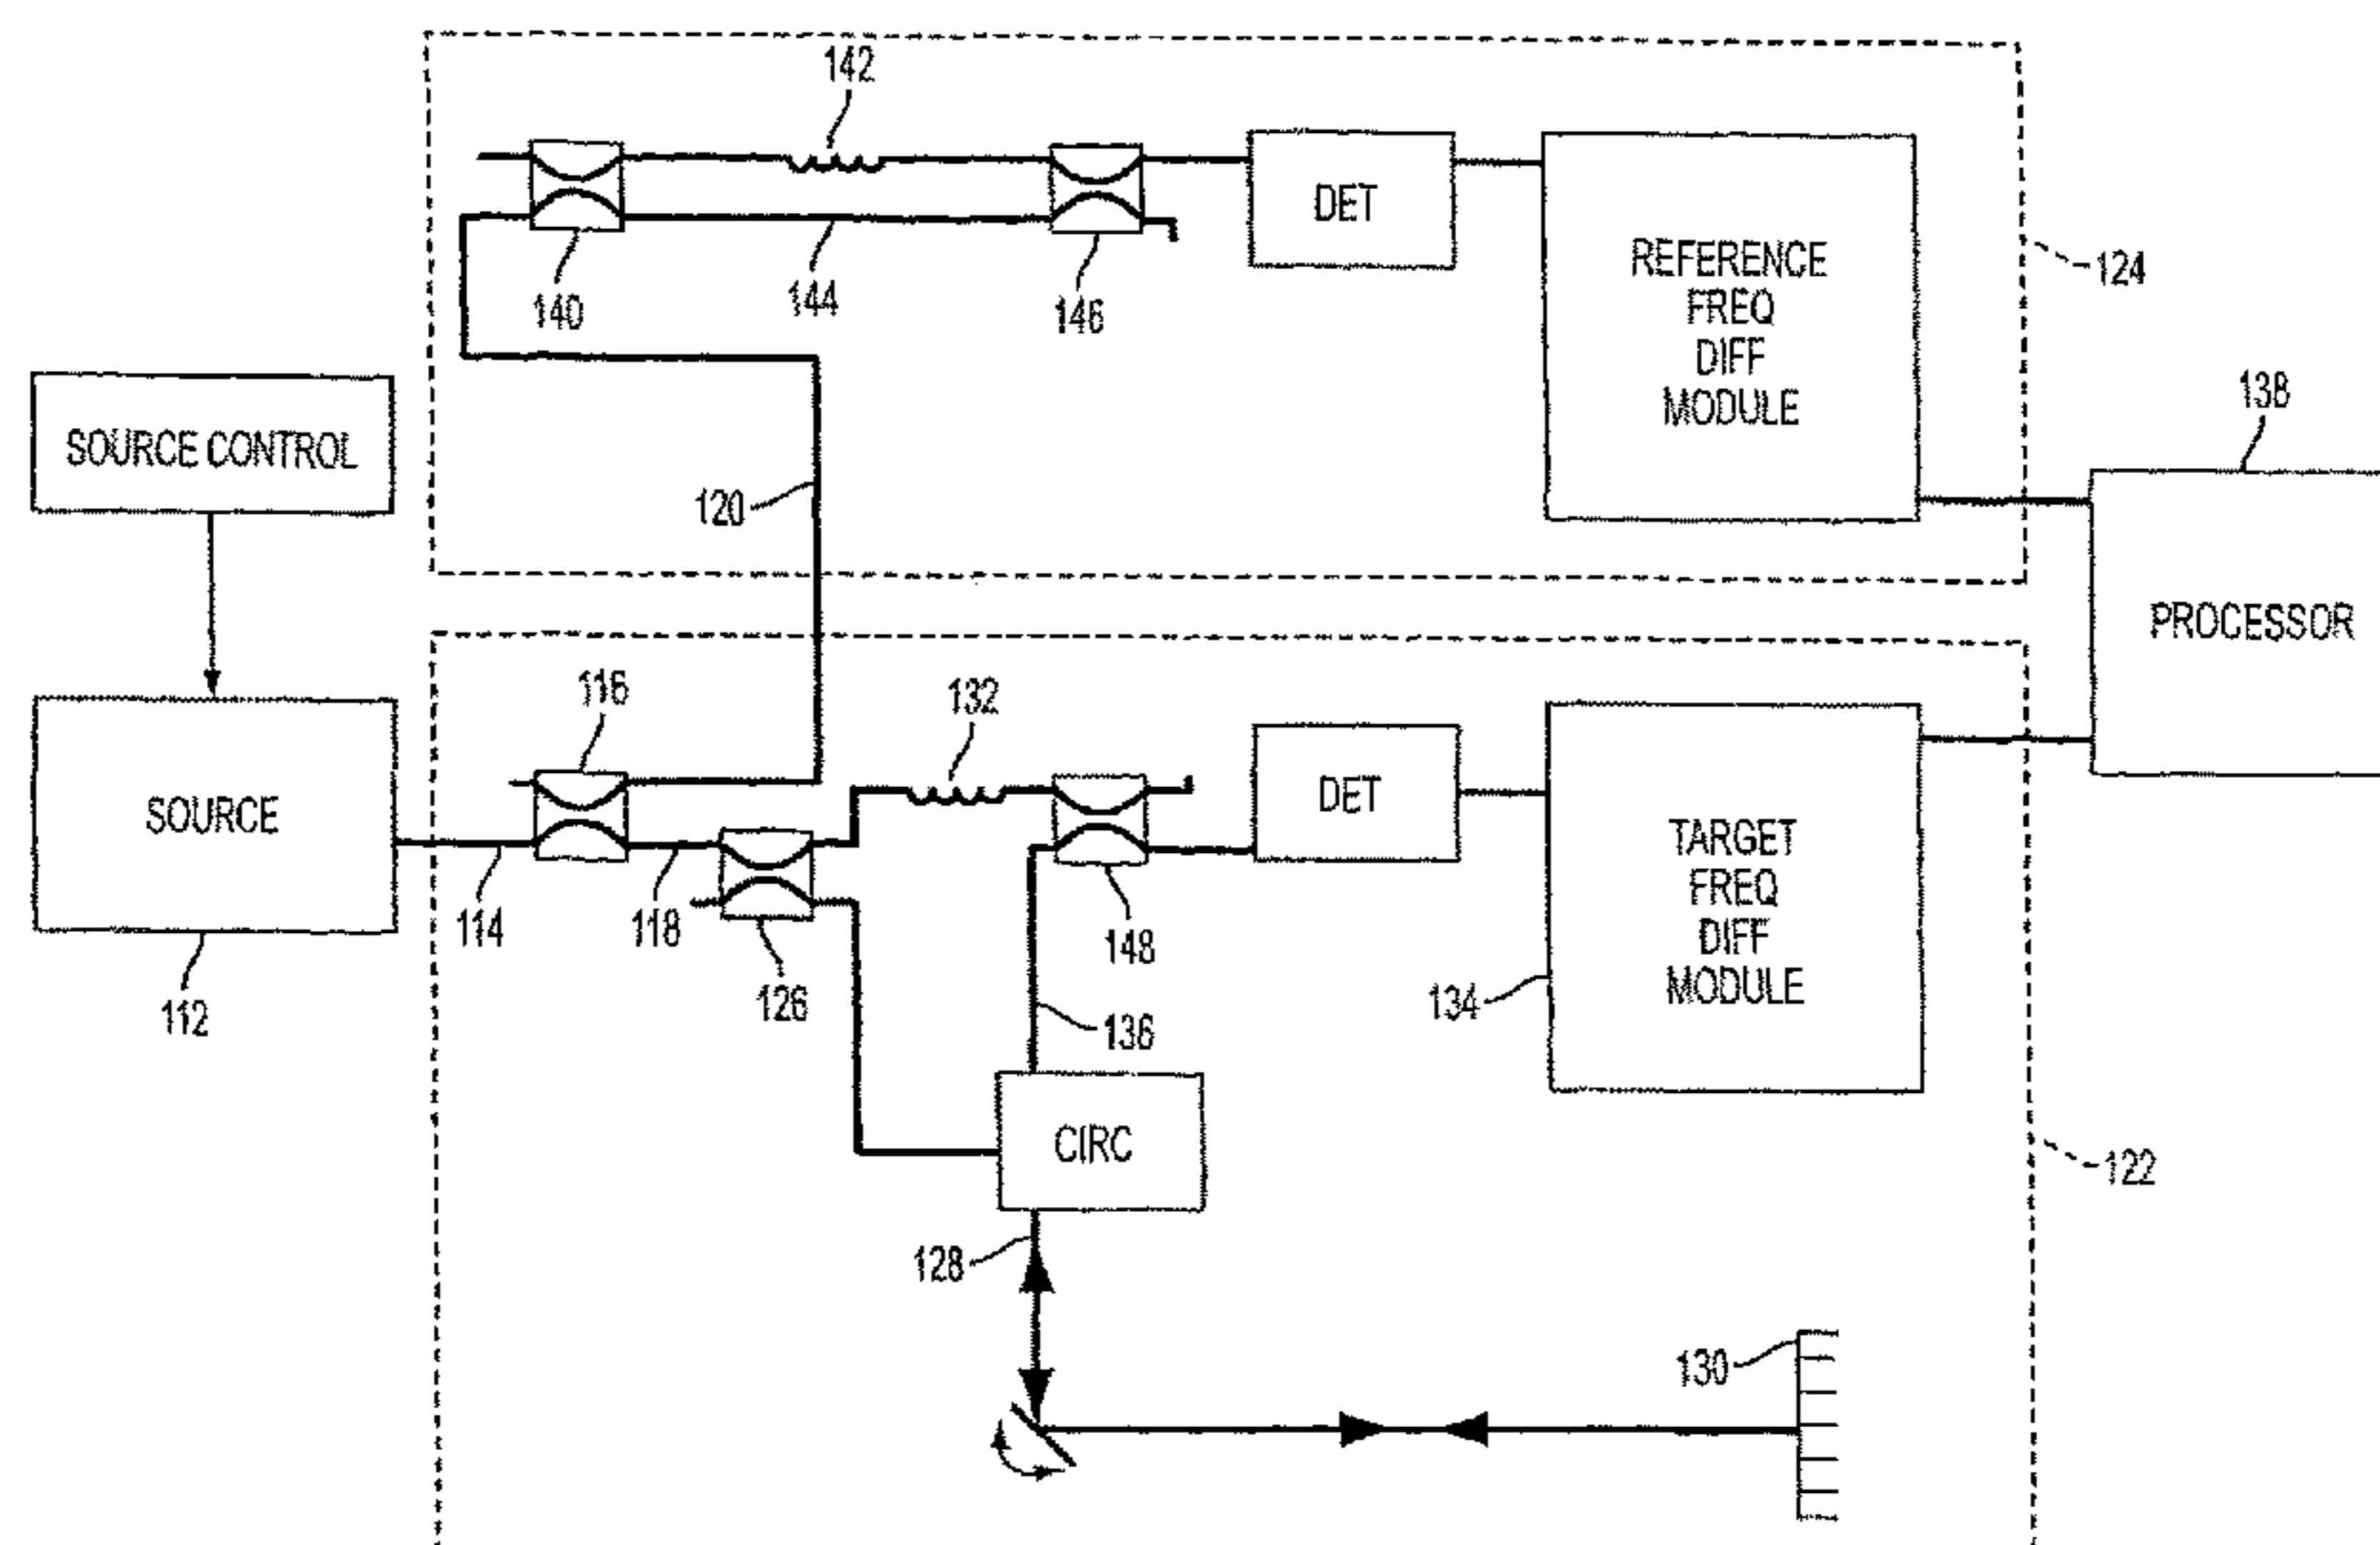 142
DET
REFERENCE
FREQ
DIFF
MODULE
124
140
144
146
SOURCE CONTROL
138
120
PROCESSOR
116
132
SOURCE
DET
TARGET
FREQ
DIFF
MODULE
114
118
148
126
134
112
136
CIRC
122
128
130